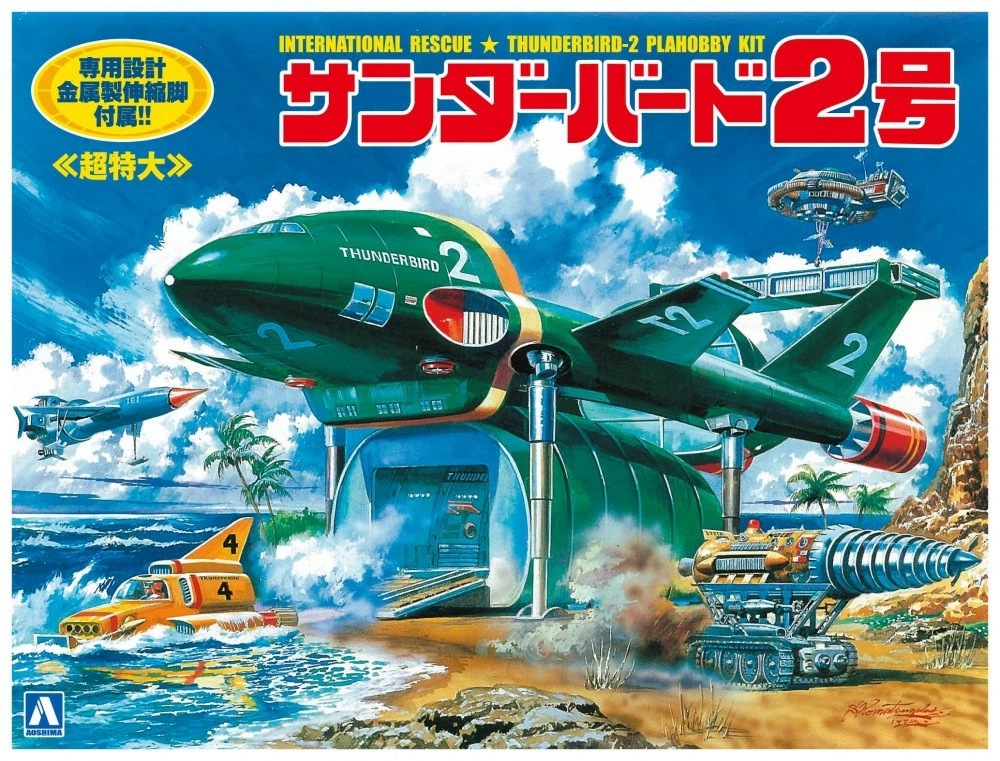 INTERNATIONAL RESCUE ★ THUNDERBIRD-2 PLAHOBBY KIT
サンダーバード2号
専用設計
金属製伸縮脚
付属!!
≪超特大≫
THUNDERBIRD 2
2
T2
2
TB1
THUNDE
4
4
AOSHIMA